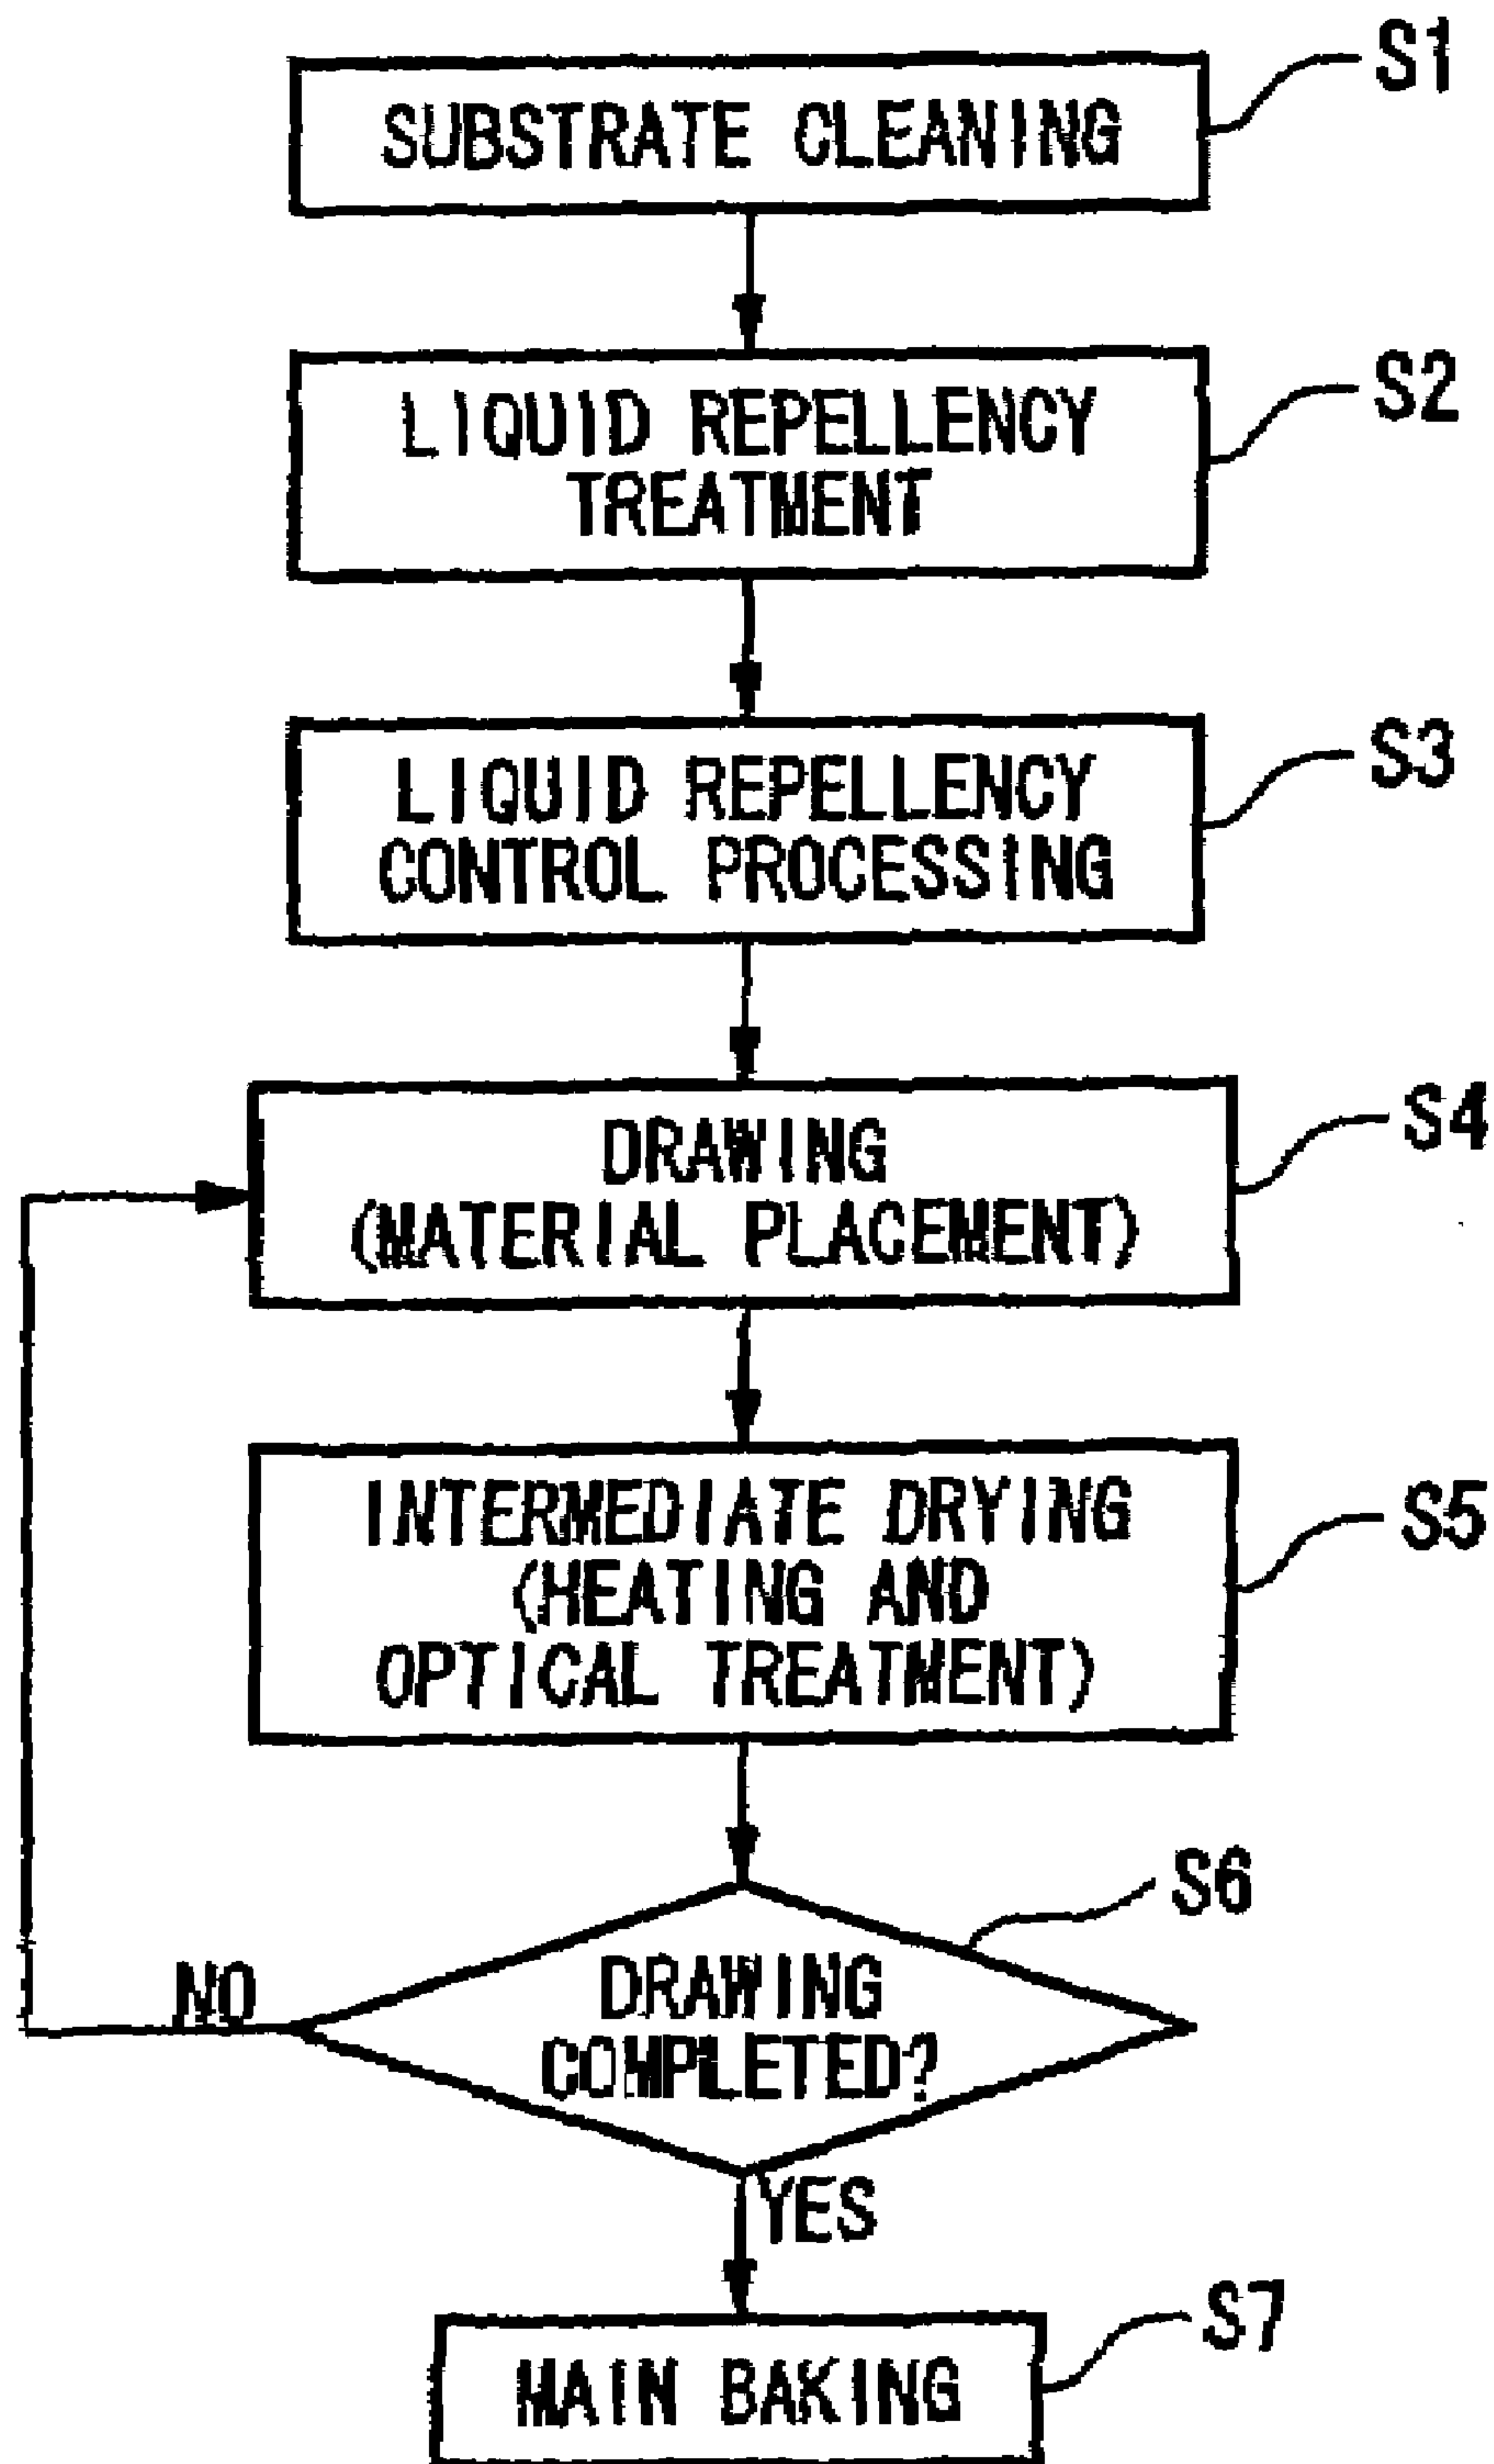 S1
SUBSTRATE CLEANING
S2
LIQUID REPELLENCY
TREATMENT
S3
LIQUID REPELLENCY
CONTROL PROCESSING
S4
DRAWING
(MATERIAL PLACEMENT)
S5
INTERMEDIATE DRYING
(HEATING AND
OPTICAL TREATMENT)
S6
NO
DRAWING
COMPLETED?
YES
S7
MAIN BAKING